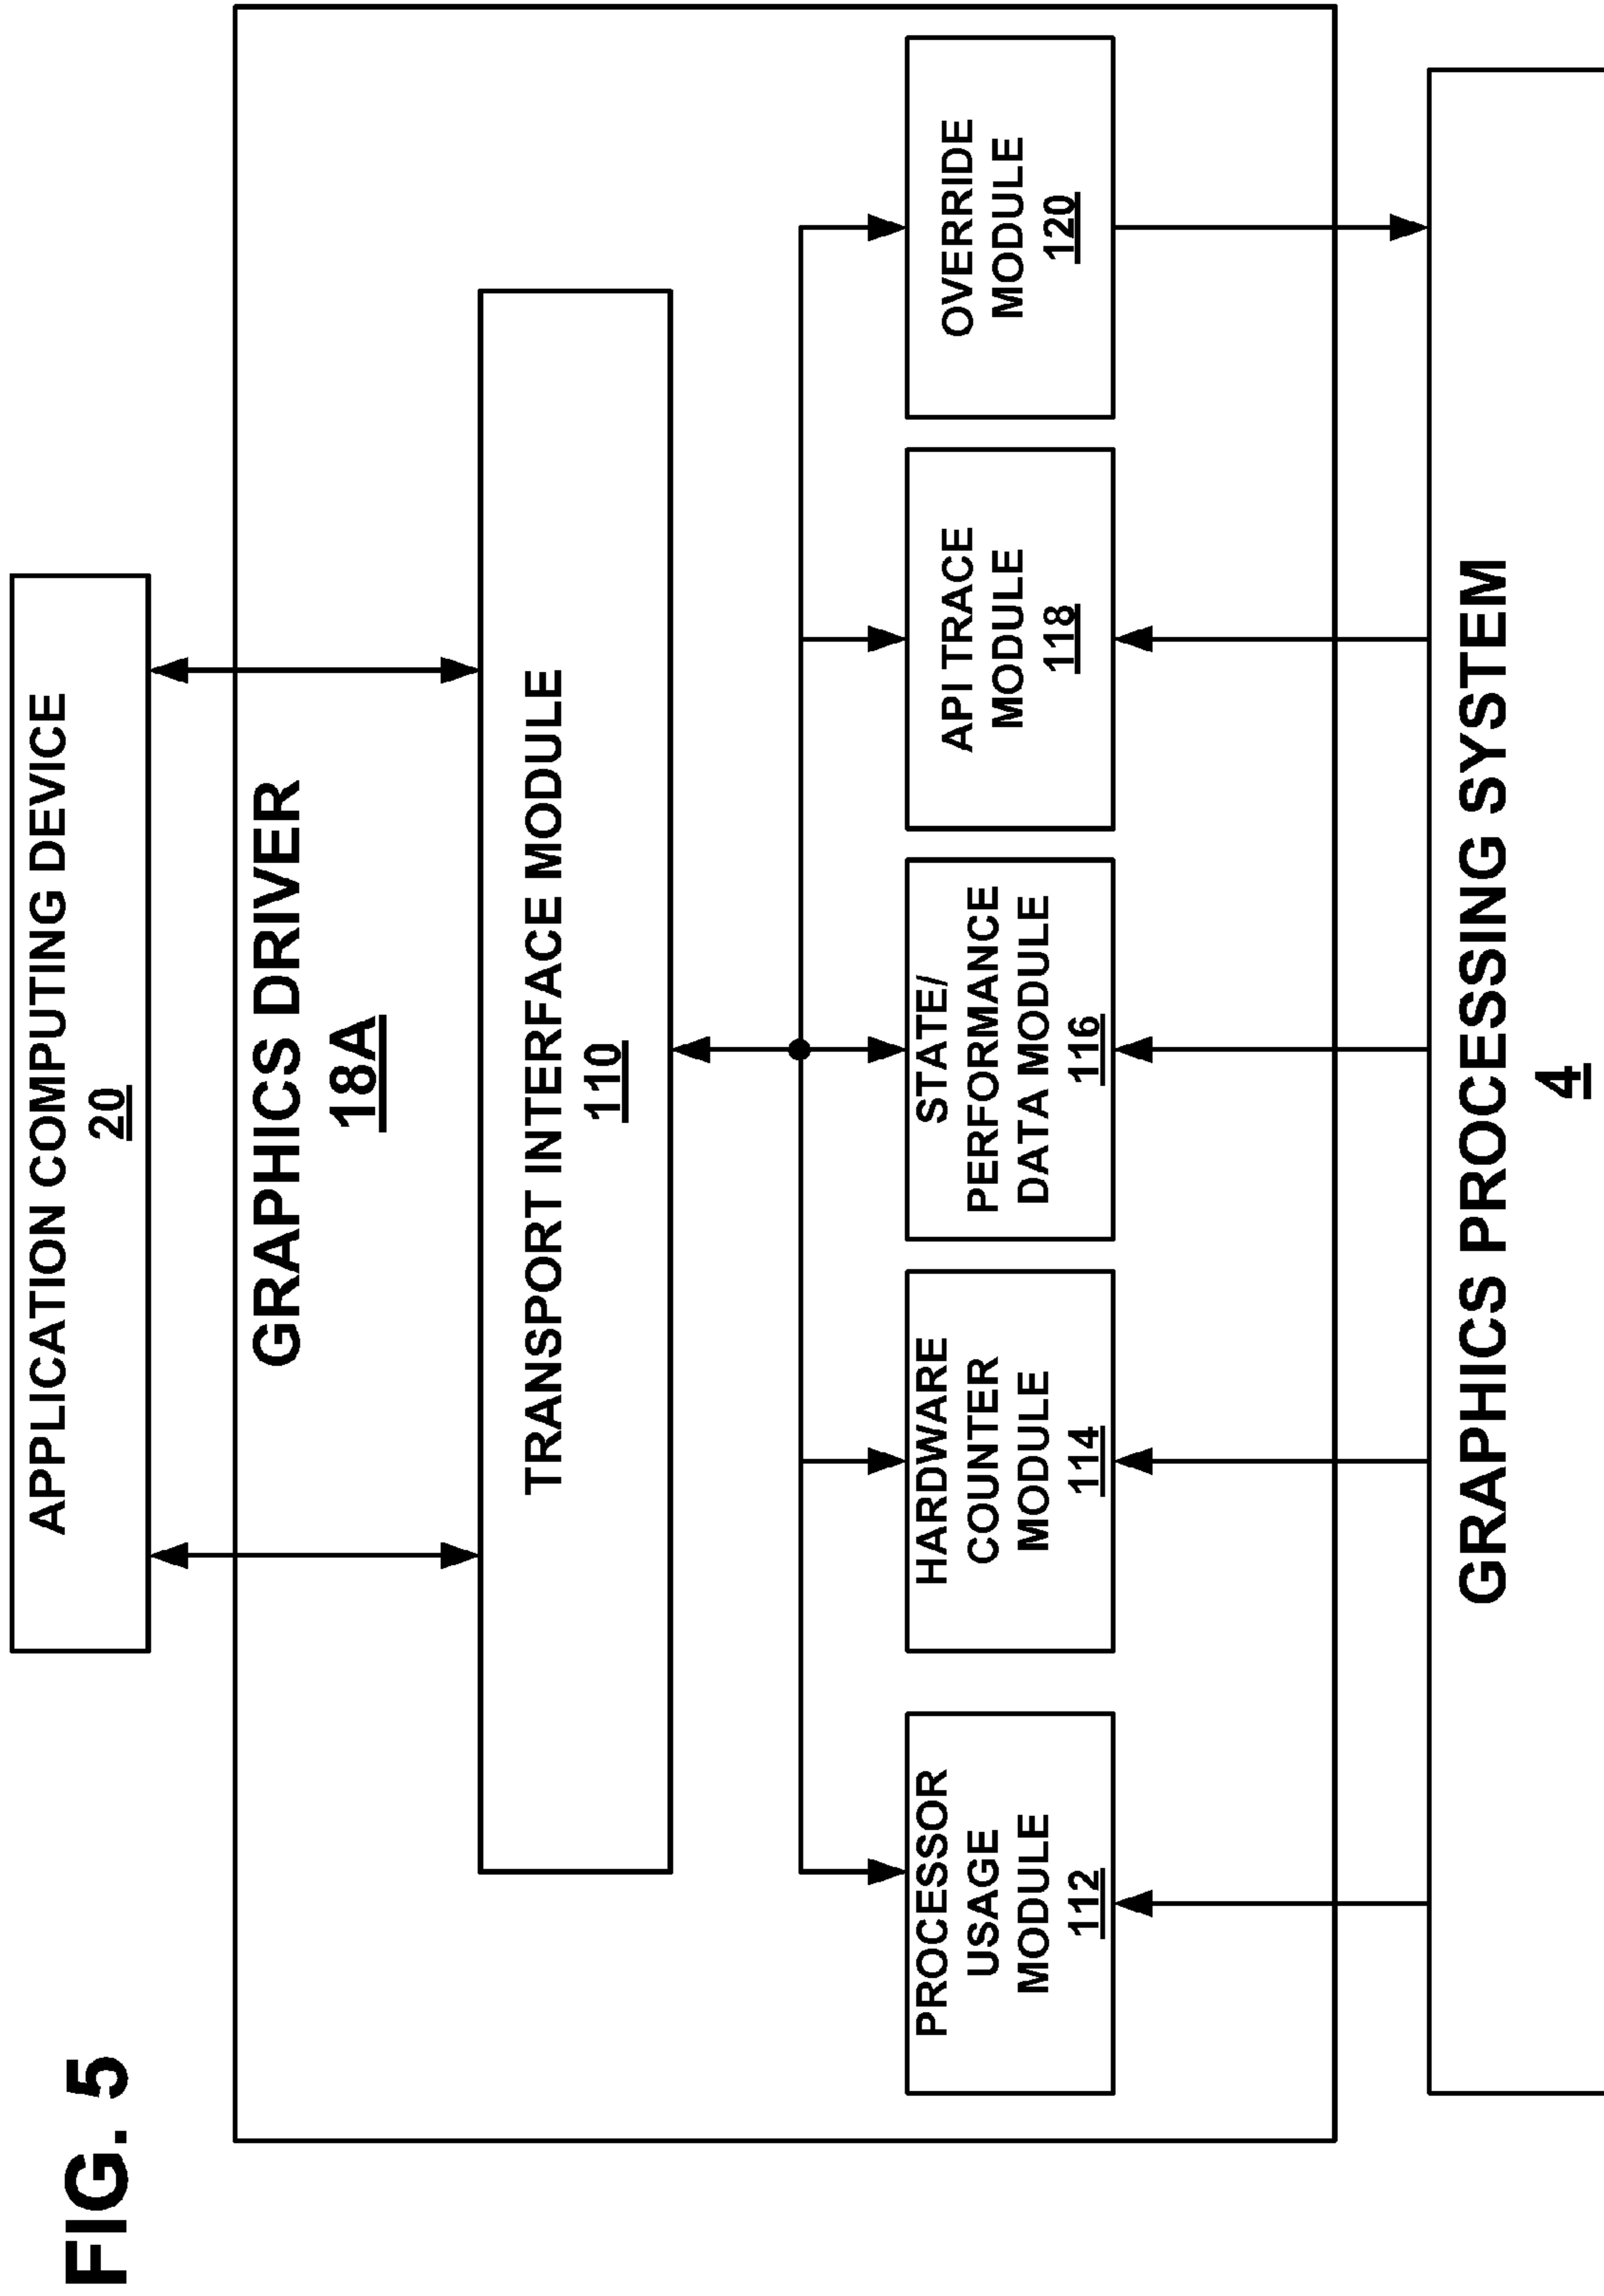 FIG. 5
APPLICATION COMPUTING DEVICE
20
GRAPHICS DRIVER
18A
TRANSPORT INTERFACE MODULE
110
PROCESSOR
USAGE
MODULE
112
HARDWARE
COUNTER
MODULE
114
STATE/
PERFORMANCE
DATA MODULE
116
API TRACE
MODULE
118
OVERRIDE
MODULE
120
GRAPHICS PROCESSING SYSTEM
4